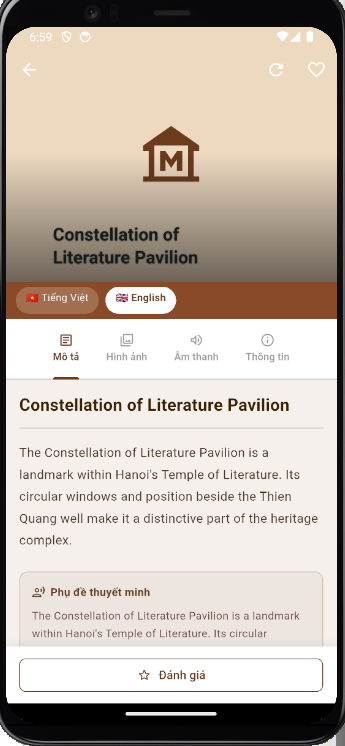 6:59
M
Constellation of
Literature Pavilion
🇻🇳 Tiếng Việt 🇬🇧 English
Mô tả Hình ảnh Âm thanh Thông tin
Constellation of Literature Pavilion
The Constellation of Literature Pavilion is a
landmark within Hanoi's Temple of Literature. Its
circular windows and position beside the Thien
Quang well make it a distinctive part of the heritage
complex.
Phụ đề thuyết minh
The Constellation of Literature Pavilion is a landmark
within Hanoi's Temple of Literature. Its circular
Đánh giá